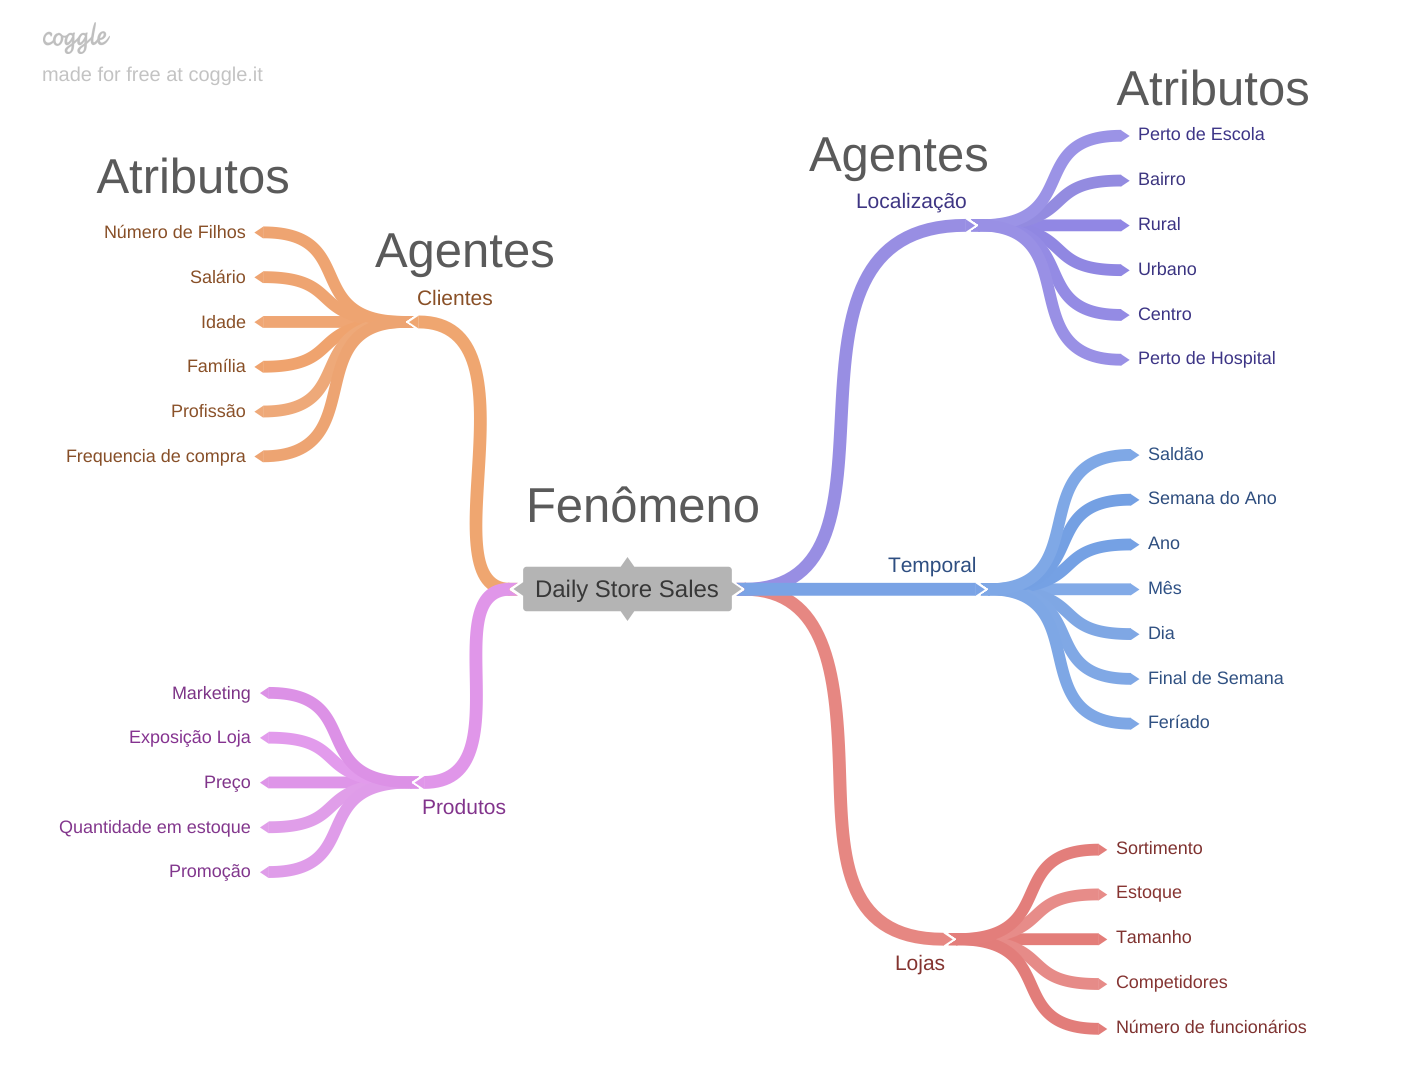 coggle
made for free at coggle.it
Atributos
Número de Filhos
Salário
Idade
Família
Profissão
Frequencia de compra
Agentes
Clientes
Fenômeno
Daily Store Sales
Marketing
Exposição Loja
Preço
Quantidade em estoque
Promoção
Produtos
Agentes
Localização
Atributos
Perto de Escola
Bairro
Rural
Urbano
Centro
Perto de Hospital
Temporal
Saldão
Semana do Ano
Ano
Mês
Dia
Final de Semana
Feríado
Lojas
Sortimento
Estoque
Tamanho
Competidores
Número de funcionários